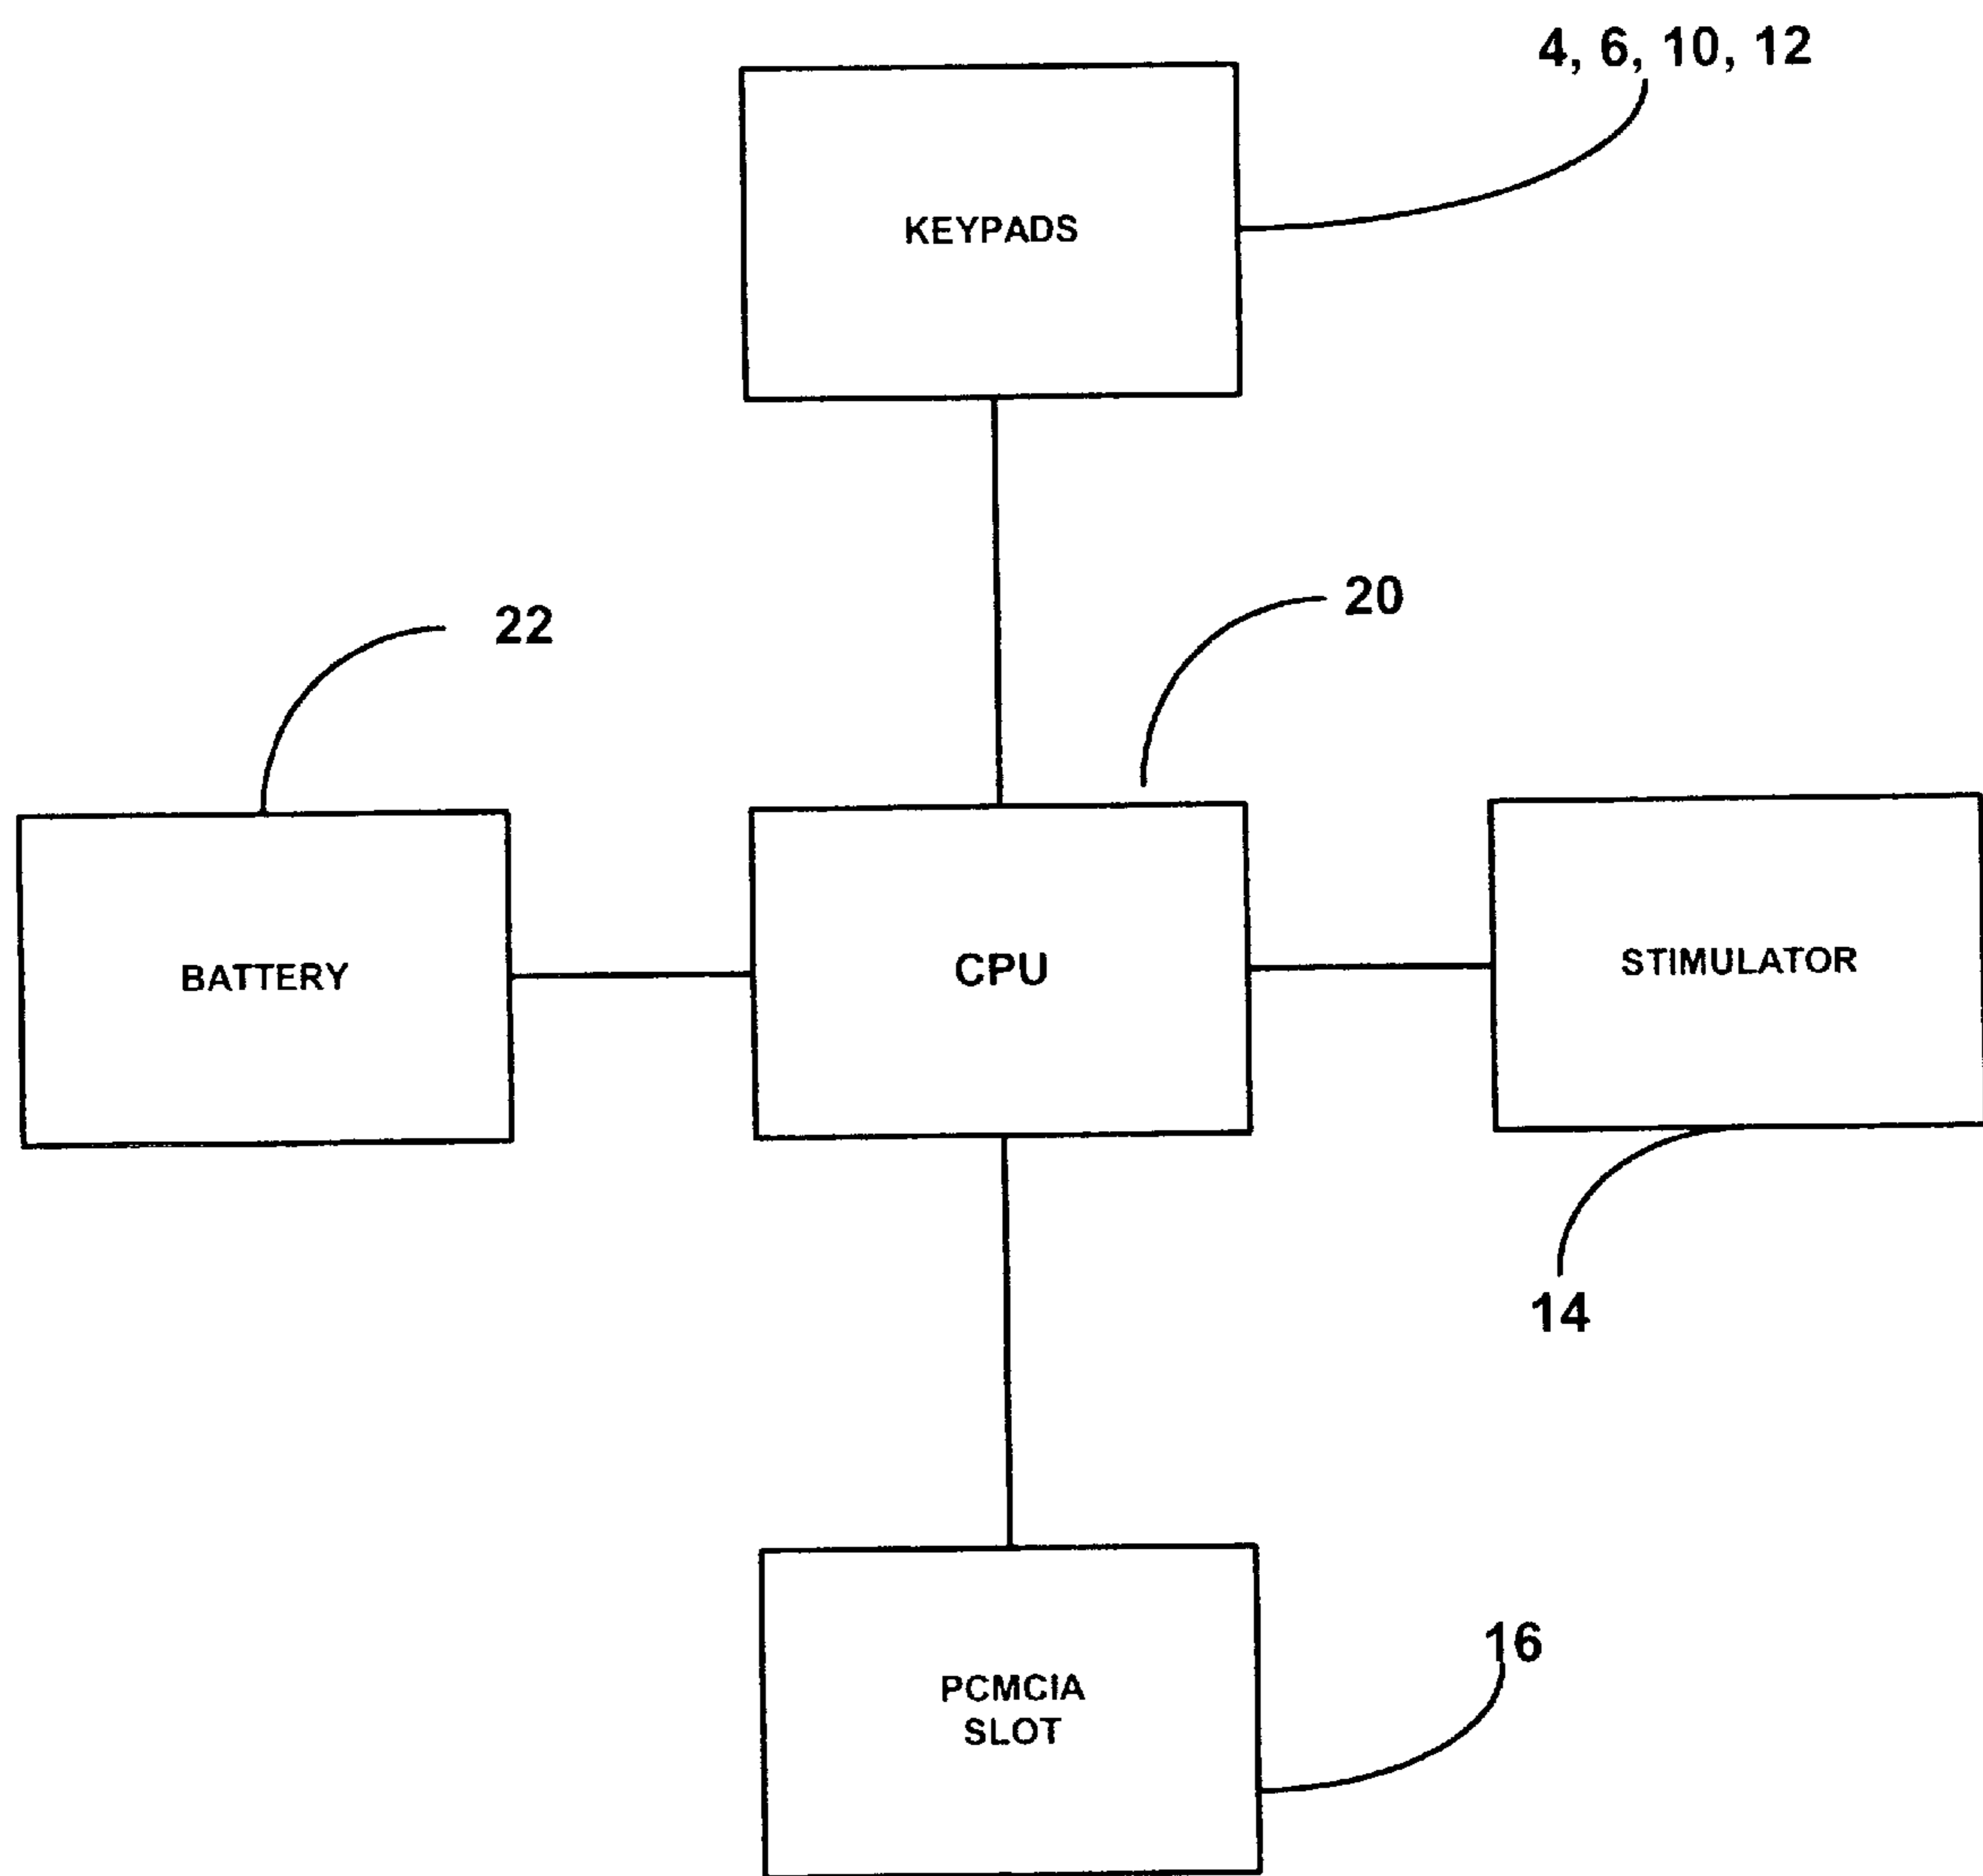 4, 6, 10, 12
KEYPADS
20
22
BATTERY
CPU
STIMULATOR
14
16
PCMCIA
SLOT